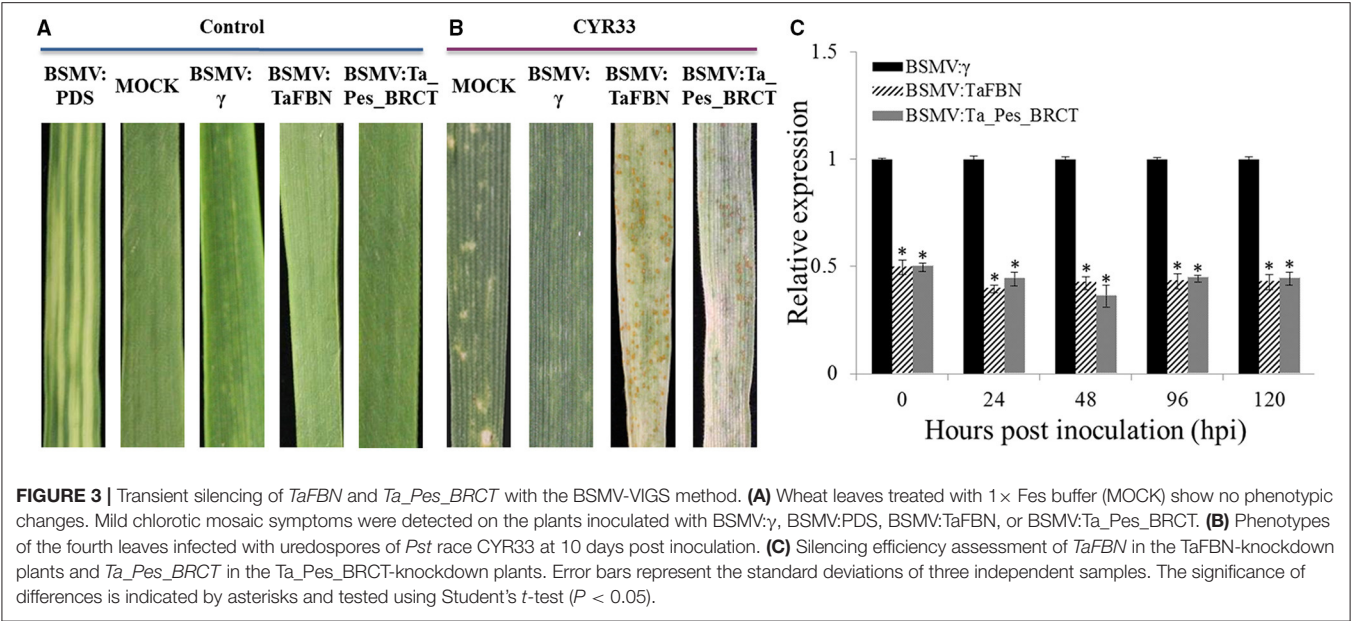 A
Control
BSMV:
PDS
MOCK
BSMV:
γ
BSMV:
TaFBN
BSMV:Ta_
Pes_BRCT
B
CYR33
MOCK
BSMV:
γ
BSMV:
TaFBN
BSMV:Ta_
Pes_BRCT
C
Relative expression
1.5
1
0.5
0
BSMV:γ
BSMV:TaFBN
BSMV:Ta_Pes_BRCT
* * * * * * * * * *
0 24 48 96 120
Hours post inoculation (hpi)
FIGURE 3 | Transient silencing of TaFBN and Ta_Pes_BRCT with the BSMV-VIGS method. (A) Wheat leaves treated with 1× Fes buffer (MOCK) show no phenotypic
changes. Mild chlorotic mosaic symptoms were detected on the plants inoculated with BSMV:γ, BSMV:PDS, BSMV:TaFBN, or BSMV:Ta_Pes_BRCT. (B) Phenotypes
of the fourth leaves infected with uredospores of Pst race CYR33 at 10 days post inoculation. (C) Silencing efficiency assessment of TaFBN in the TaFBN-knockdown
plants and Ta_Pes_BRCT in the Ta_Pes_BRCT-knockdown plants. Error bars represent the standard deviations of three independent samples. The significance of
differences is indicated by asterisks and tested using Student's t-test (P < 0.05).